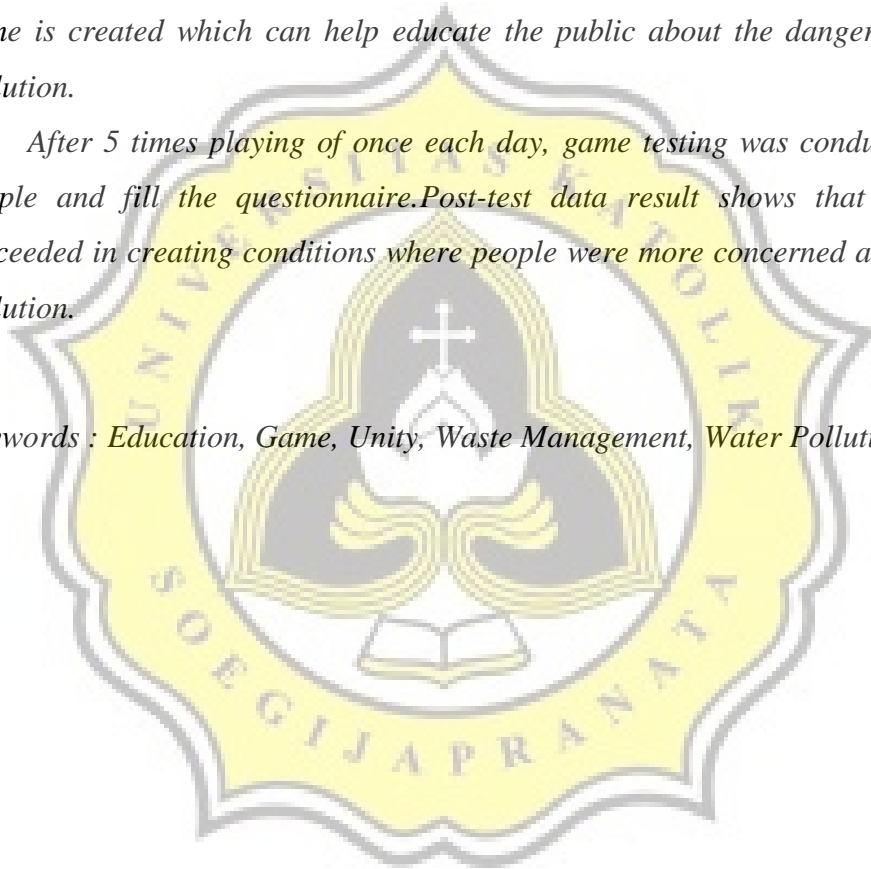 ne is created which can help educate the public about the danger
lution.
After 5 times playing of once each day, game testing was condu
ple and fill the questionnaire.Post-test data result shows that
ceeded in creating conditions where people were more concerned a
lution.
words : Education, Game, Unity, Waste Management, Water Polluti
UNIVERSITAS KATOLIK
SOEGIJAPRANATA